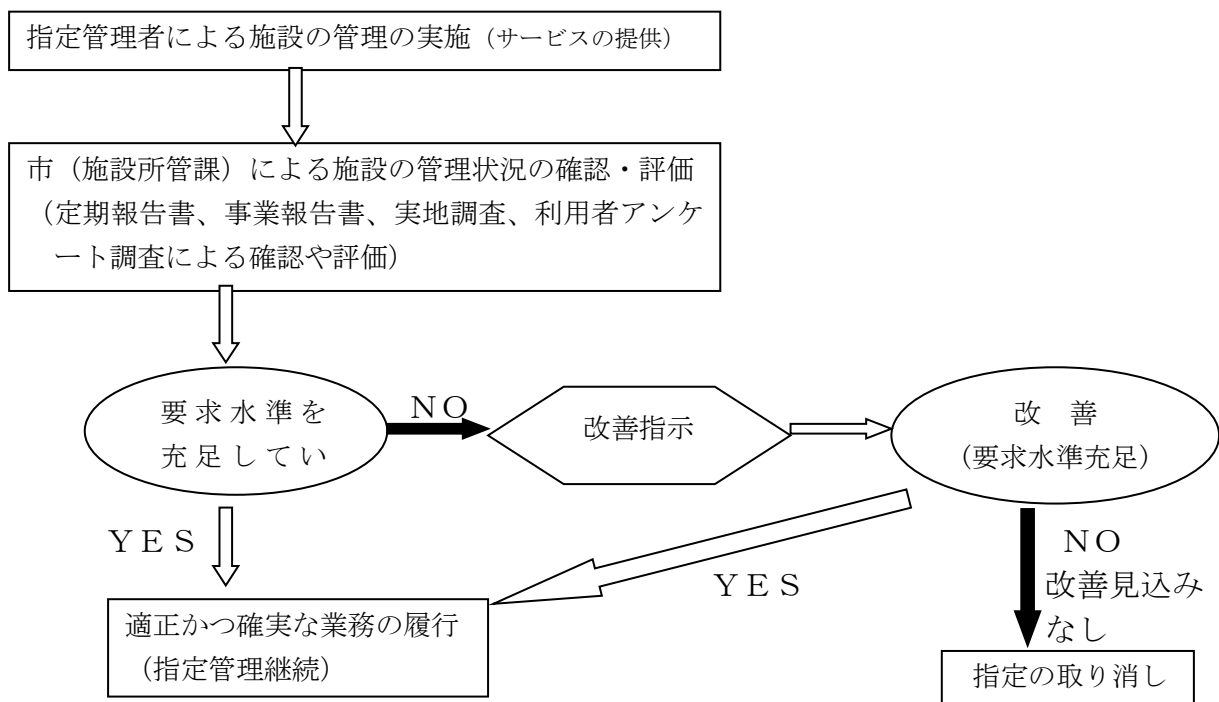 指定管理者による施設の管理の実施（サービスの提供）
市（施設所管課）による施設の管理状況の確認・評価
（定期報告書、事業報告書、実地調査、利用者アンケ
ート調査による確認や評価）
要求水準を
充足してい
ＮＯ
改善指示
改　善
（要求水準充足）
ＹＥＳ
ＹＥＳ
ＮＯ
改善見込み
なし
適正かつ確実な業務の履行
（指定管理継続）
指定の取り消し